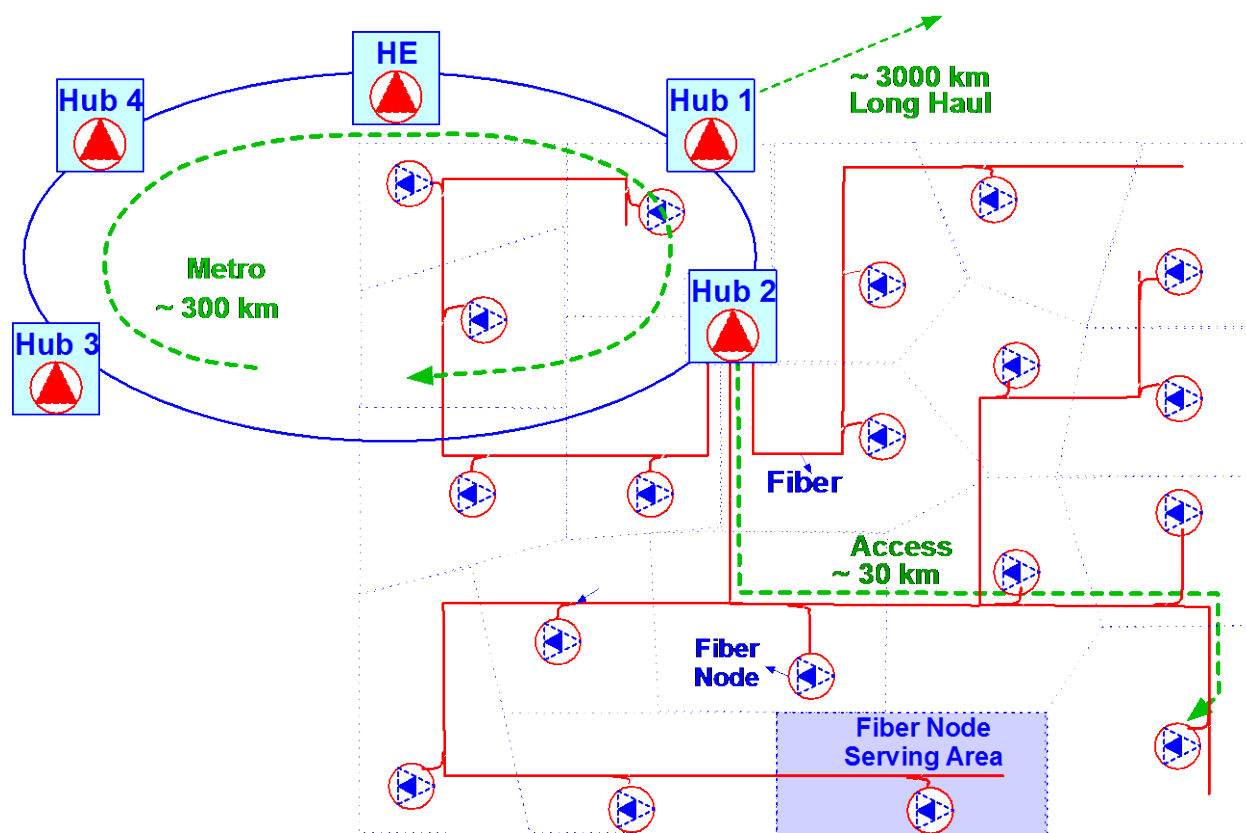 HE
Hub 4
Hub 1
~ 3000 km
Long Haul
Metro
~ 300 km
Hub 2
Hub 3
Fiber
Access
~ 30 km
Fiber
Node
Fiber Node
Serving Area